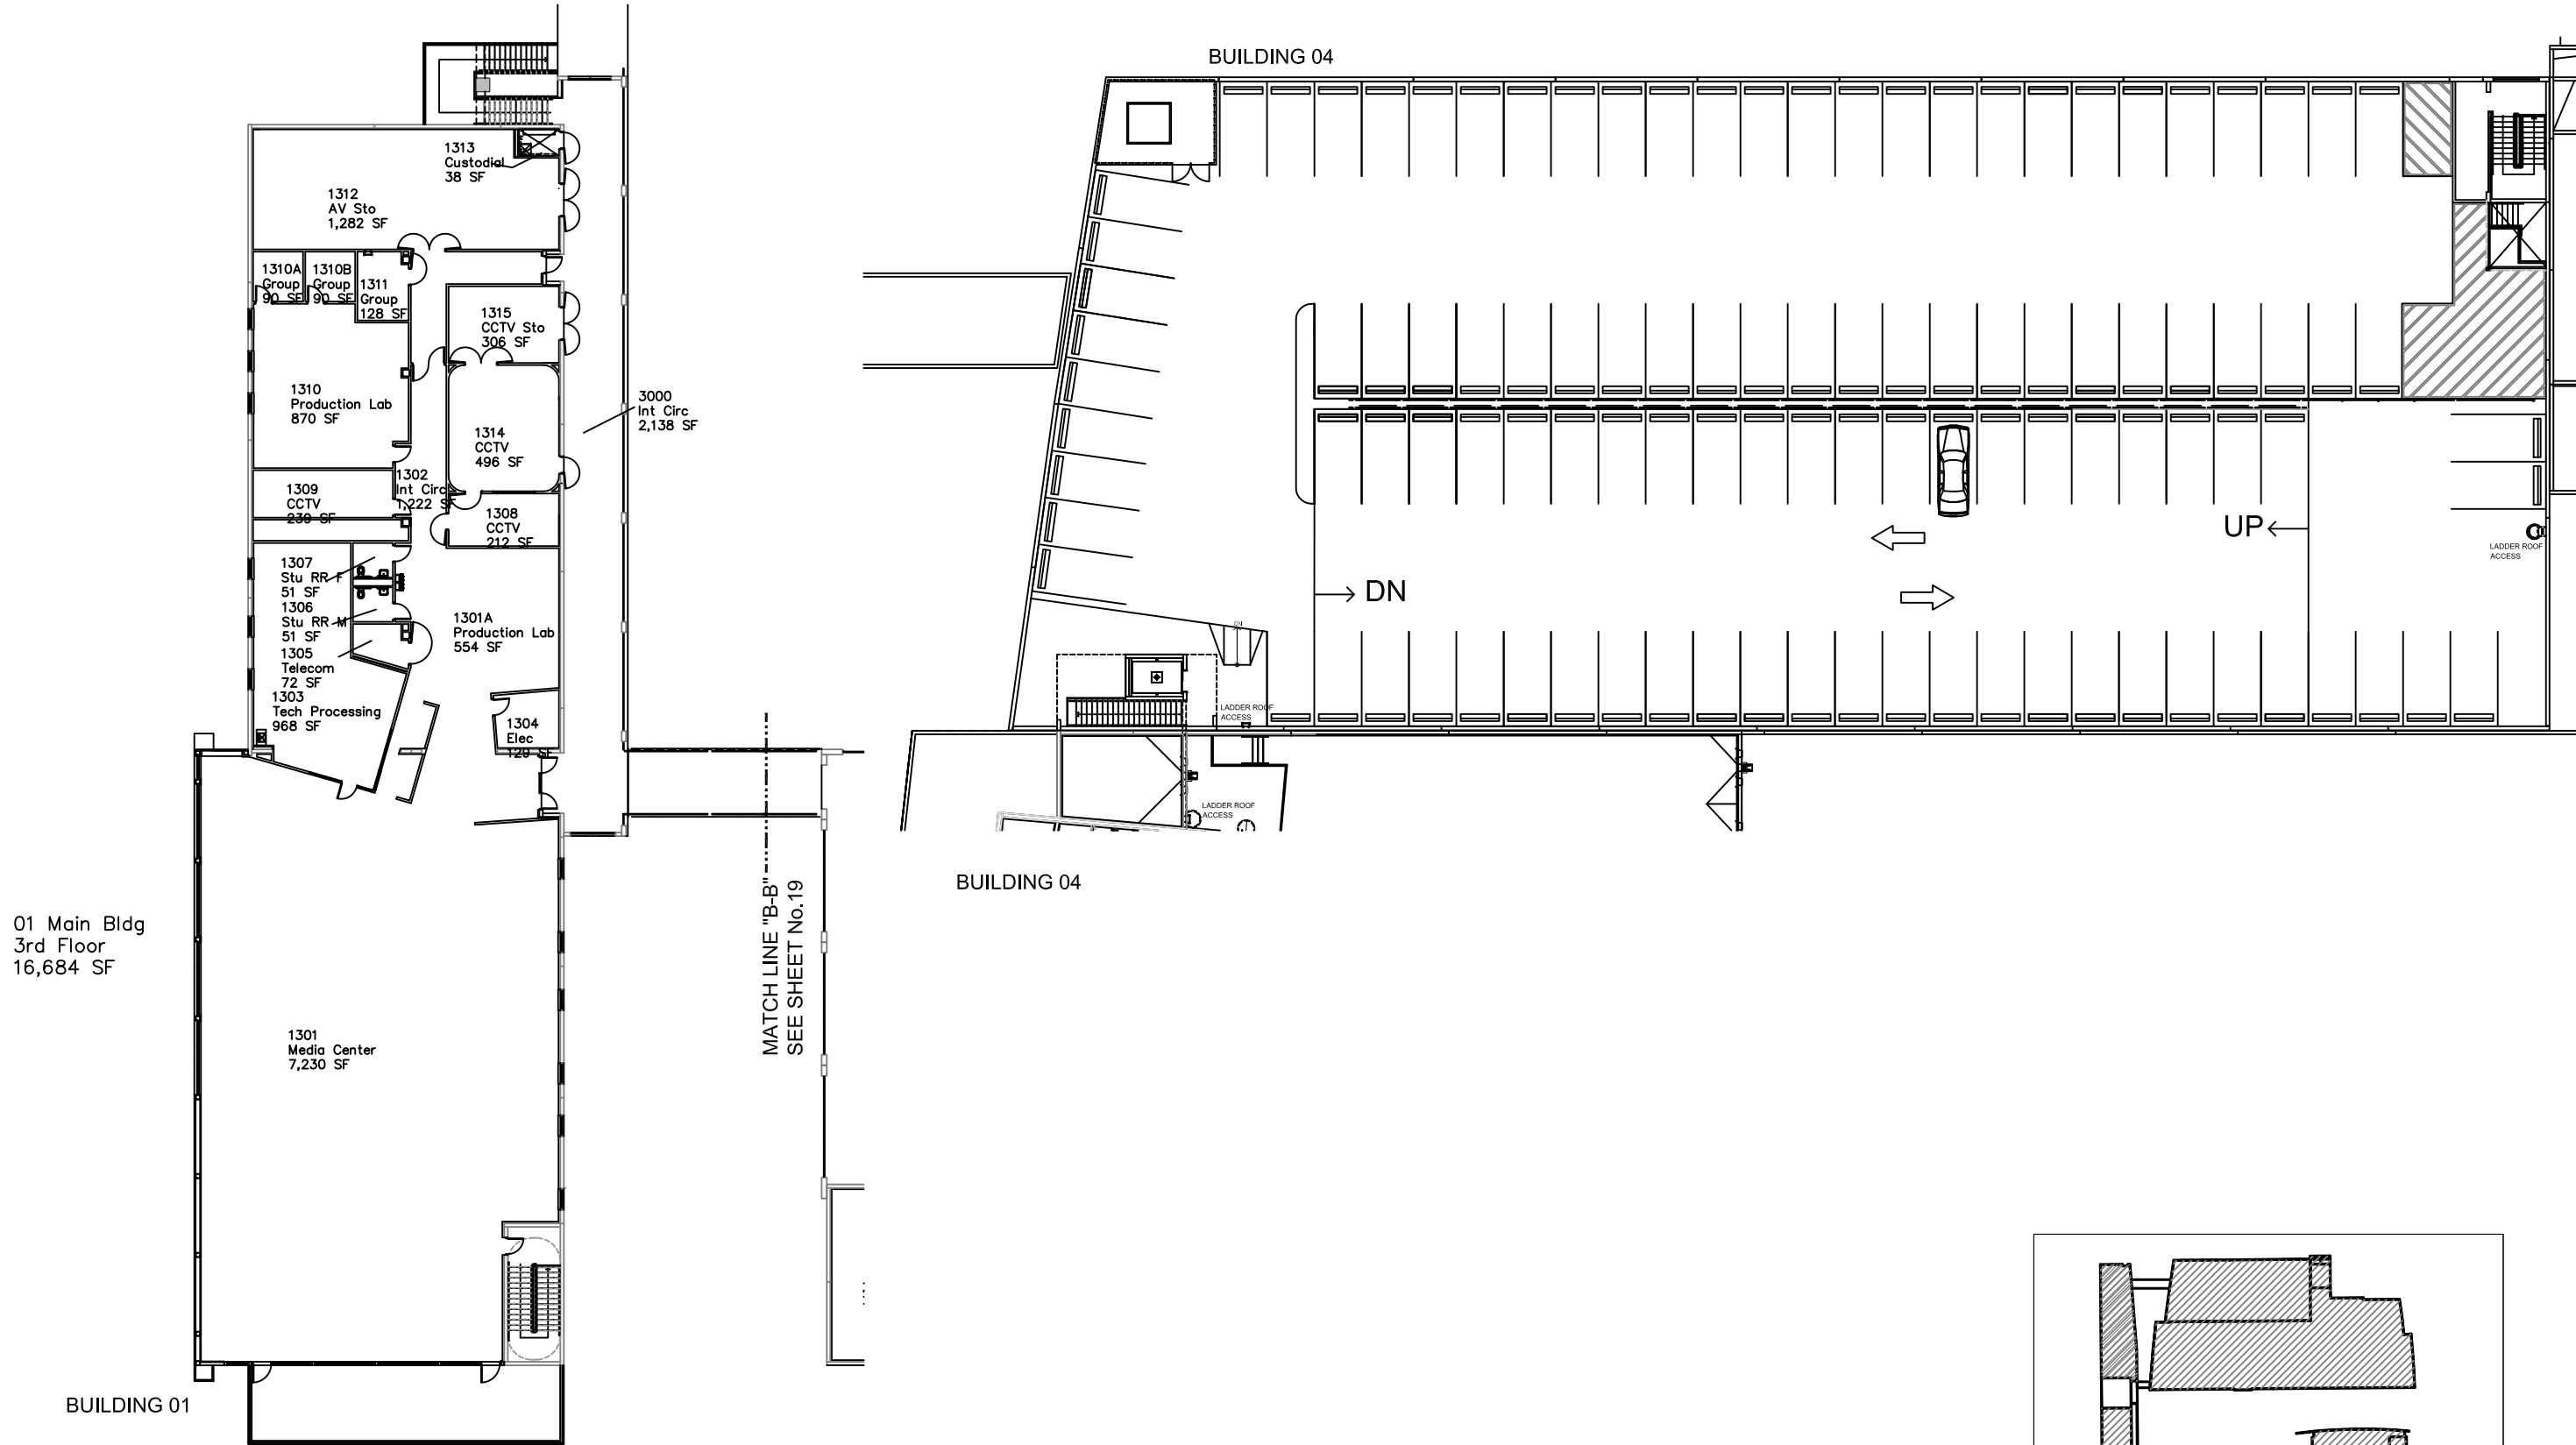 BUILDING 04
1313
Custodial
38 SF
1312
AV Sto
1,282 SF
1310A
Group
90 SF
1310B
Group
90 SF
1311
Group
128 SF
1315
CCTV Sto
306 SF
1310
Production Lab
870 SF
3000
Int Circ
2,138 SF
1314
CCTV
496 SF
1302
Int Circ
1,222 SF
1309
CCTV
239 SF
1308
CCTV
212 SF
1307
Stu RR F
51 SF
1306
Stu RR M
51 SF
1305
Telecom
72 SF
1301A
Production Lab
554 SF
1303
Tech Processing
968 SF
1304
Elec
129 SF
UP
LADDER ROOF
ACCESS
DN
DN
LADDER ROOF
ACCESS
LADDER ROOF
ACCESS
BUILDING 04
MATCH LINE "B-B"
SEE SHEET No.19
01 Main Bldg
3rd Floor
16,684 SF
1301
Media Center
7,230 SF
BUILDING 01